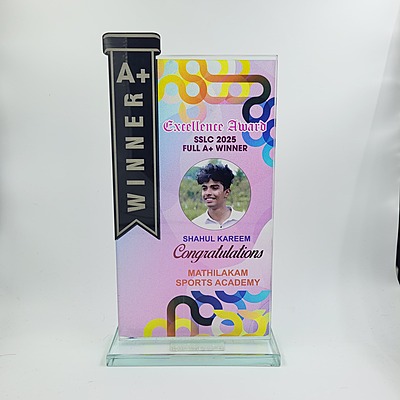 A+
WINNER
Excellence Award
SSLC 2025
FULL A+ WINNER
SHAHUL KAREEM
Congratulations
MATHILAKAM
SPORTS ACADEMY